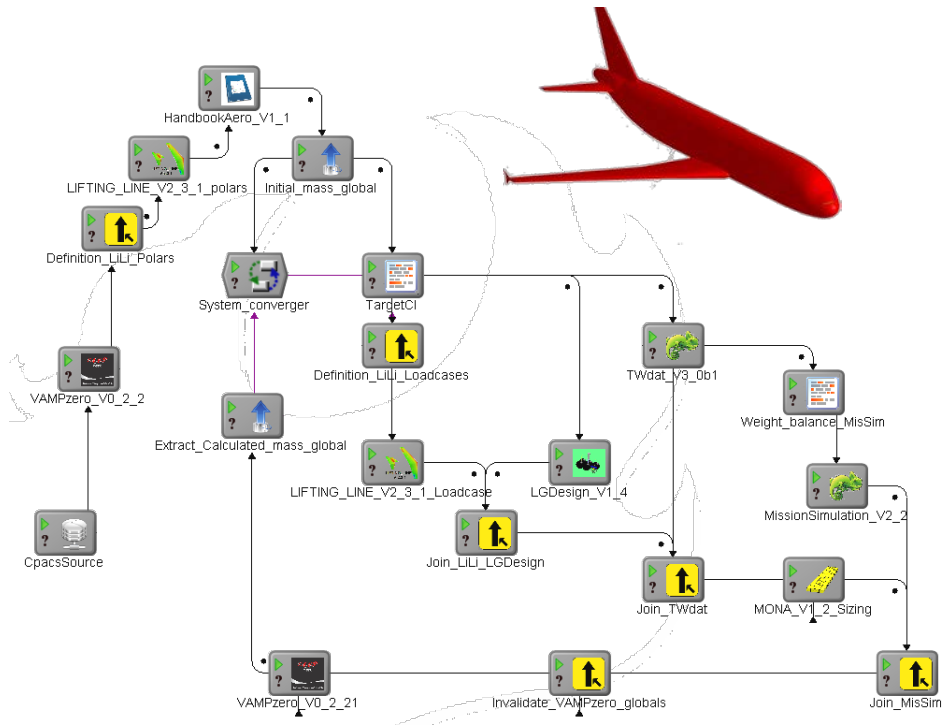 HandbookAero_V1_1
LIFTING_LINE_V2_3_1_polars
Initial_mass_global
Definition_LiLi_Polars
System_converger
TargetCl
Definition_LiLi_Loadcases
TWdat_V3_0b1
VAMPzero_V0_2_2
Extract_Calculated_mass_global
Weight_balance_MisSim
LIFTING_LINE_V2_3_1_Loadcase
LGDesign_V1_4
MissionSimulation_V2_2
CpacsSource
Join_LiLi_LGDesign
Join_TWdat
MONA_V1_2_Sizing
VAMPzero_V0_2_21
Invalidate_VAMPzero_globals
Join_MisSim